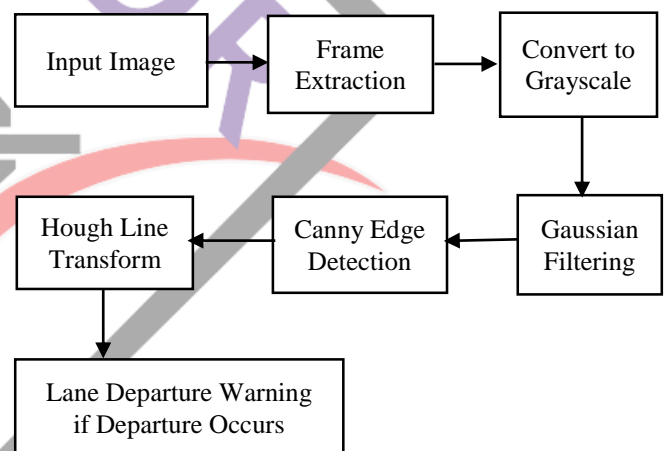 Input Image
Frame
Extraction
Convert to
Grayscale
Gaussian
Filtering
Canny Edge
Detection
Hough Line
Transform
Lane Departure Warning
if Departure Occurs